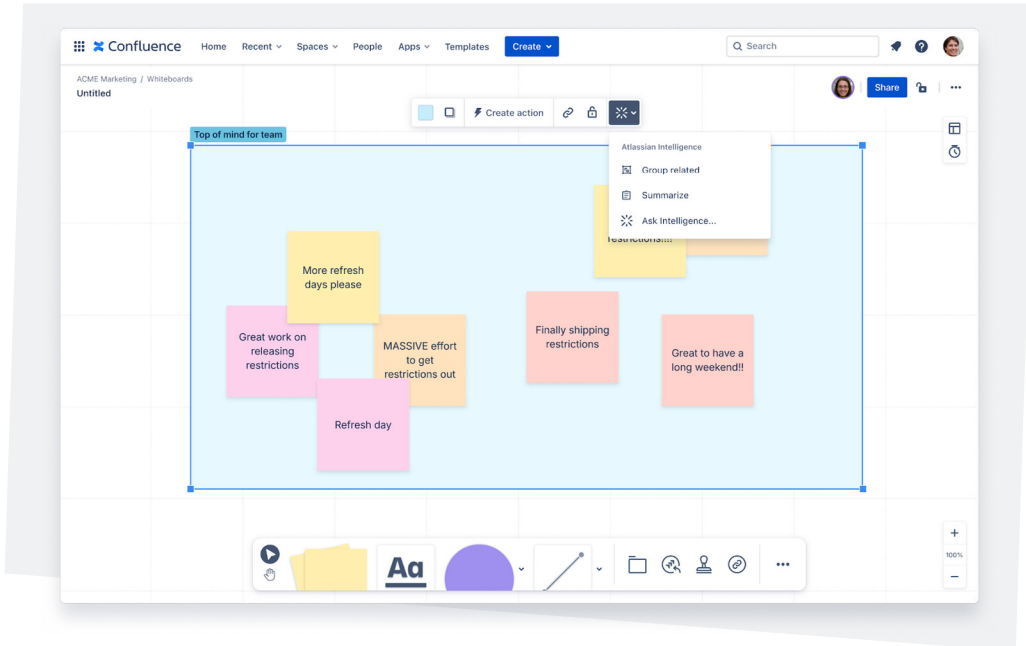 Confluence
Home Recent Spaces People Apps Templates Create
Search
ACME Marketing / Whiteboards
Untitled
Share
Create action
Top of mind for team
Atlassian Intelligence
Group related
Summarize
Ask Intelligence...
restrictions!!!!
More refresh
days please
Great work on
releasing
restrictions
MASSIVE effort
to get
restrictions out
Refresh day
Finally shipping
restrictions
Great to have a
long weekend!!
Aa
100%